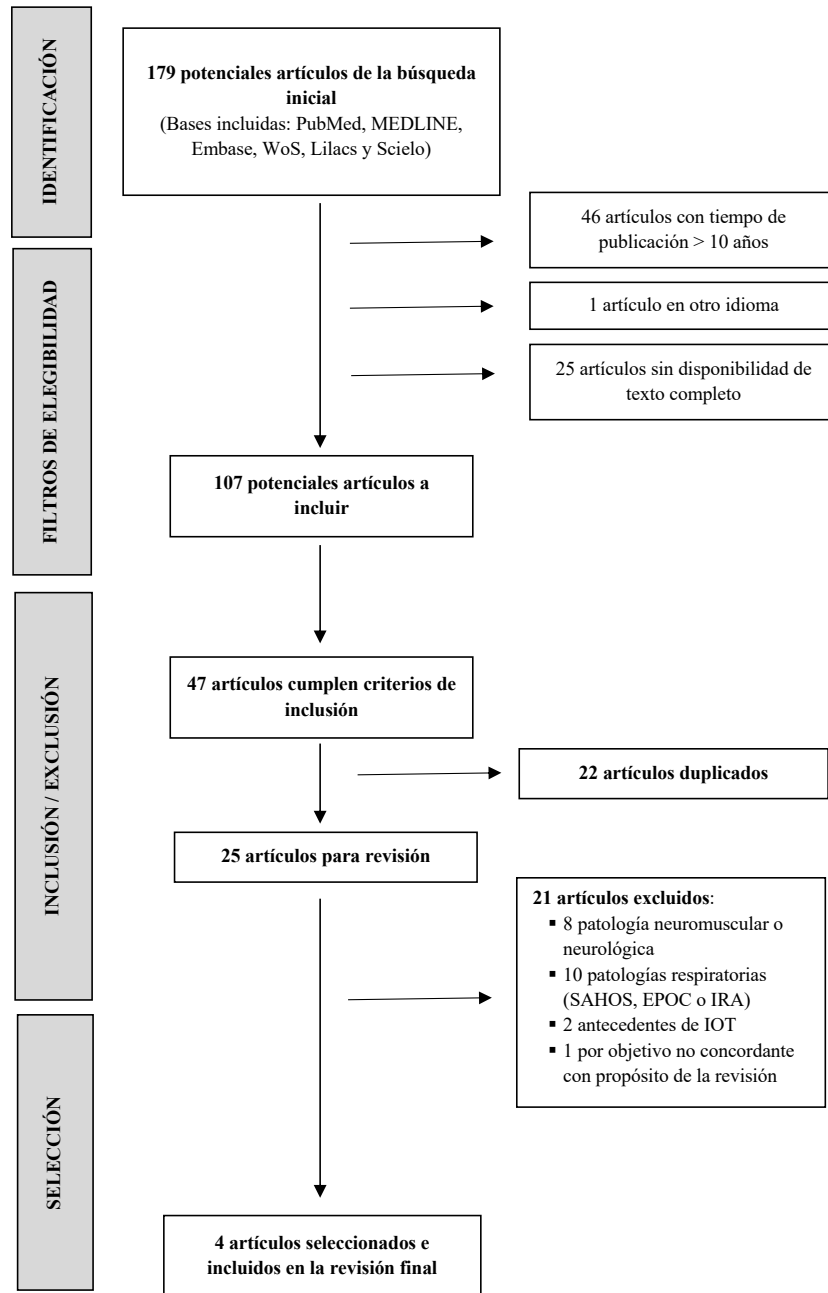 IDENTIFICACIÓN
179 potenciales artículos de la búsqueda
inicial
(Bases incluidas: PubMed, MEDLINE,
Embase, WoS, Lilacs y Scielo)
FILTROS DE ELEGIBILIDAD
46 artículos con tiempo de
publicación > 10 años
1 artículo en otro idioma
25 artículos sin disponibilidad de
texto completo
107 potenciales artículos a
incluir
INCLUSIÓN / EXCLUSIÓN
47 artículos cumplen criterios de
inclusión
22 artículos duplicados
25 artículos para revisión
21 artículos excluidos:
▪ 8 patología neuromuscular o
neurológica
▪ 10 patologías respiratorias
(SAHOS, EPOC o IRA)
▪ 2 antecedentes de IOT
▪ 1 por objetivo no concordante
con propósito de la revisión
SELECCIÓN
4 artículos seleccionados e
incluidos en la revisión final